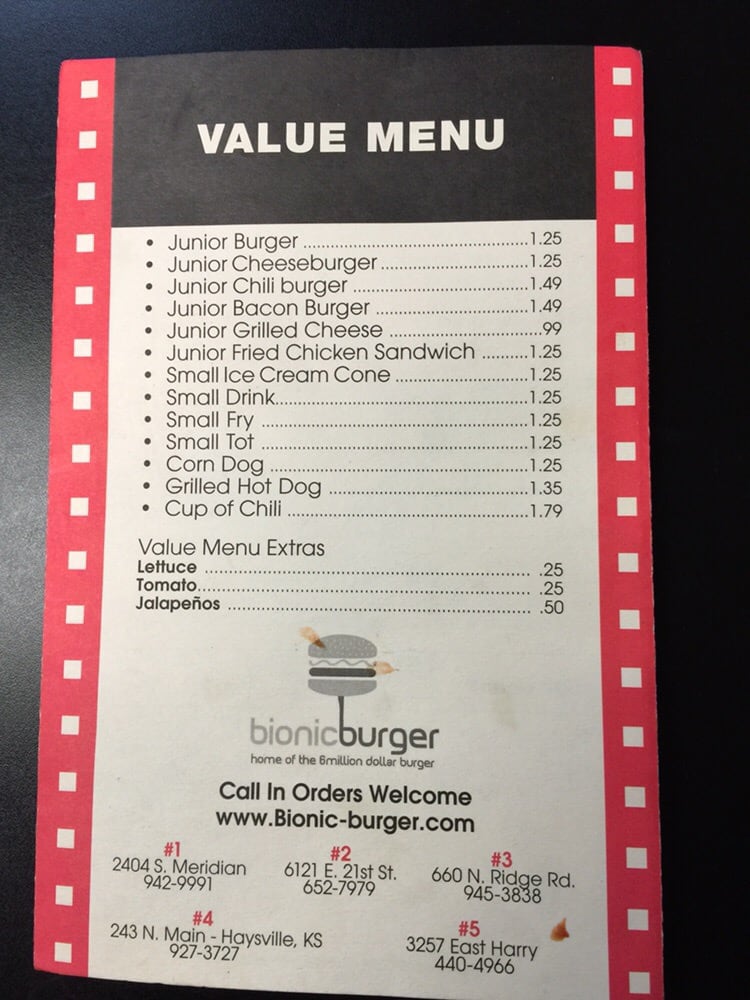 VALUE MENU
• Junior Burger ..........................................1.25
• Junior Cheeseburger...........................1.25
• Junior Chili burger ................................1.49
• Junior Bacon Burger ............................1.49
• Junior Grilled Cheese ...........................99
• Junior Fried Chicken Sandwich ........1.25
• Small Ice Cream Cone ........................1.25
• Small Drink..............................................1.25
• Small Fry .................................................1.25
• Small Tot .................................................1.25
• Corn Dog ................................................1.25
• Grilled Hot Dog .....................................1.35
• Cup of Chili ............................................1.79
Value Menu Extras
Lettuce ............................................................ .25
Tomato............................................................. .25
Jalapeños ........................................................ .50
bionicburger
home of the 6million dollar burger
Call In Orders Welcome
www.Bionic-burger.com
#1
2404 S. Meridian
942-9991
#2
6121 E. 21st St.
652-7979
#3
660 N. Ridge Rd.
945-3838
#4
243 N. Main - Haysville, KS
927-3727
#5
3257 East Harry
440-4966